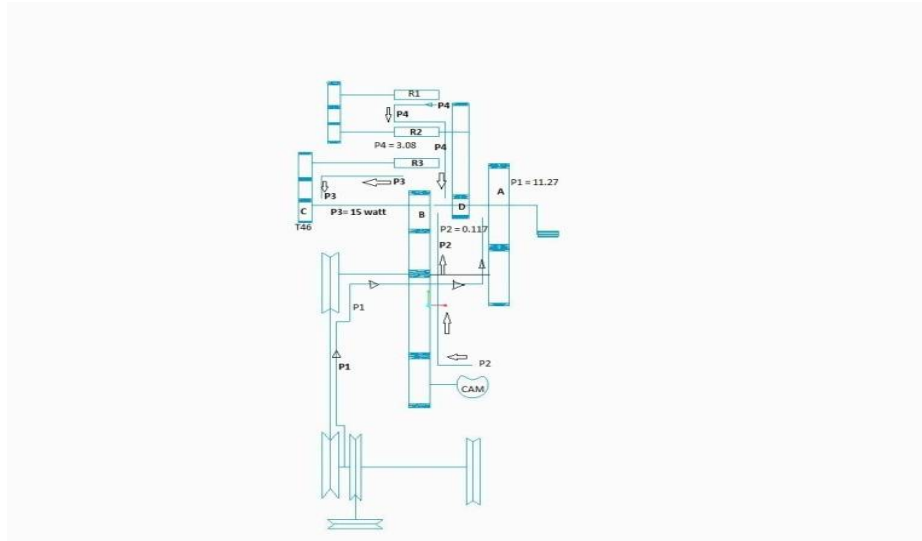 R1
P4
P4
R2
P4 = 3.08
P4
R3
P3
P3
A
P1 = 11.27
C
P3= 15 watt
B
D
T46
P2 = 0.117
P2
P1
P2
P1
CAM